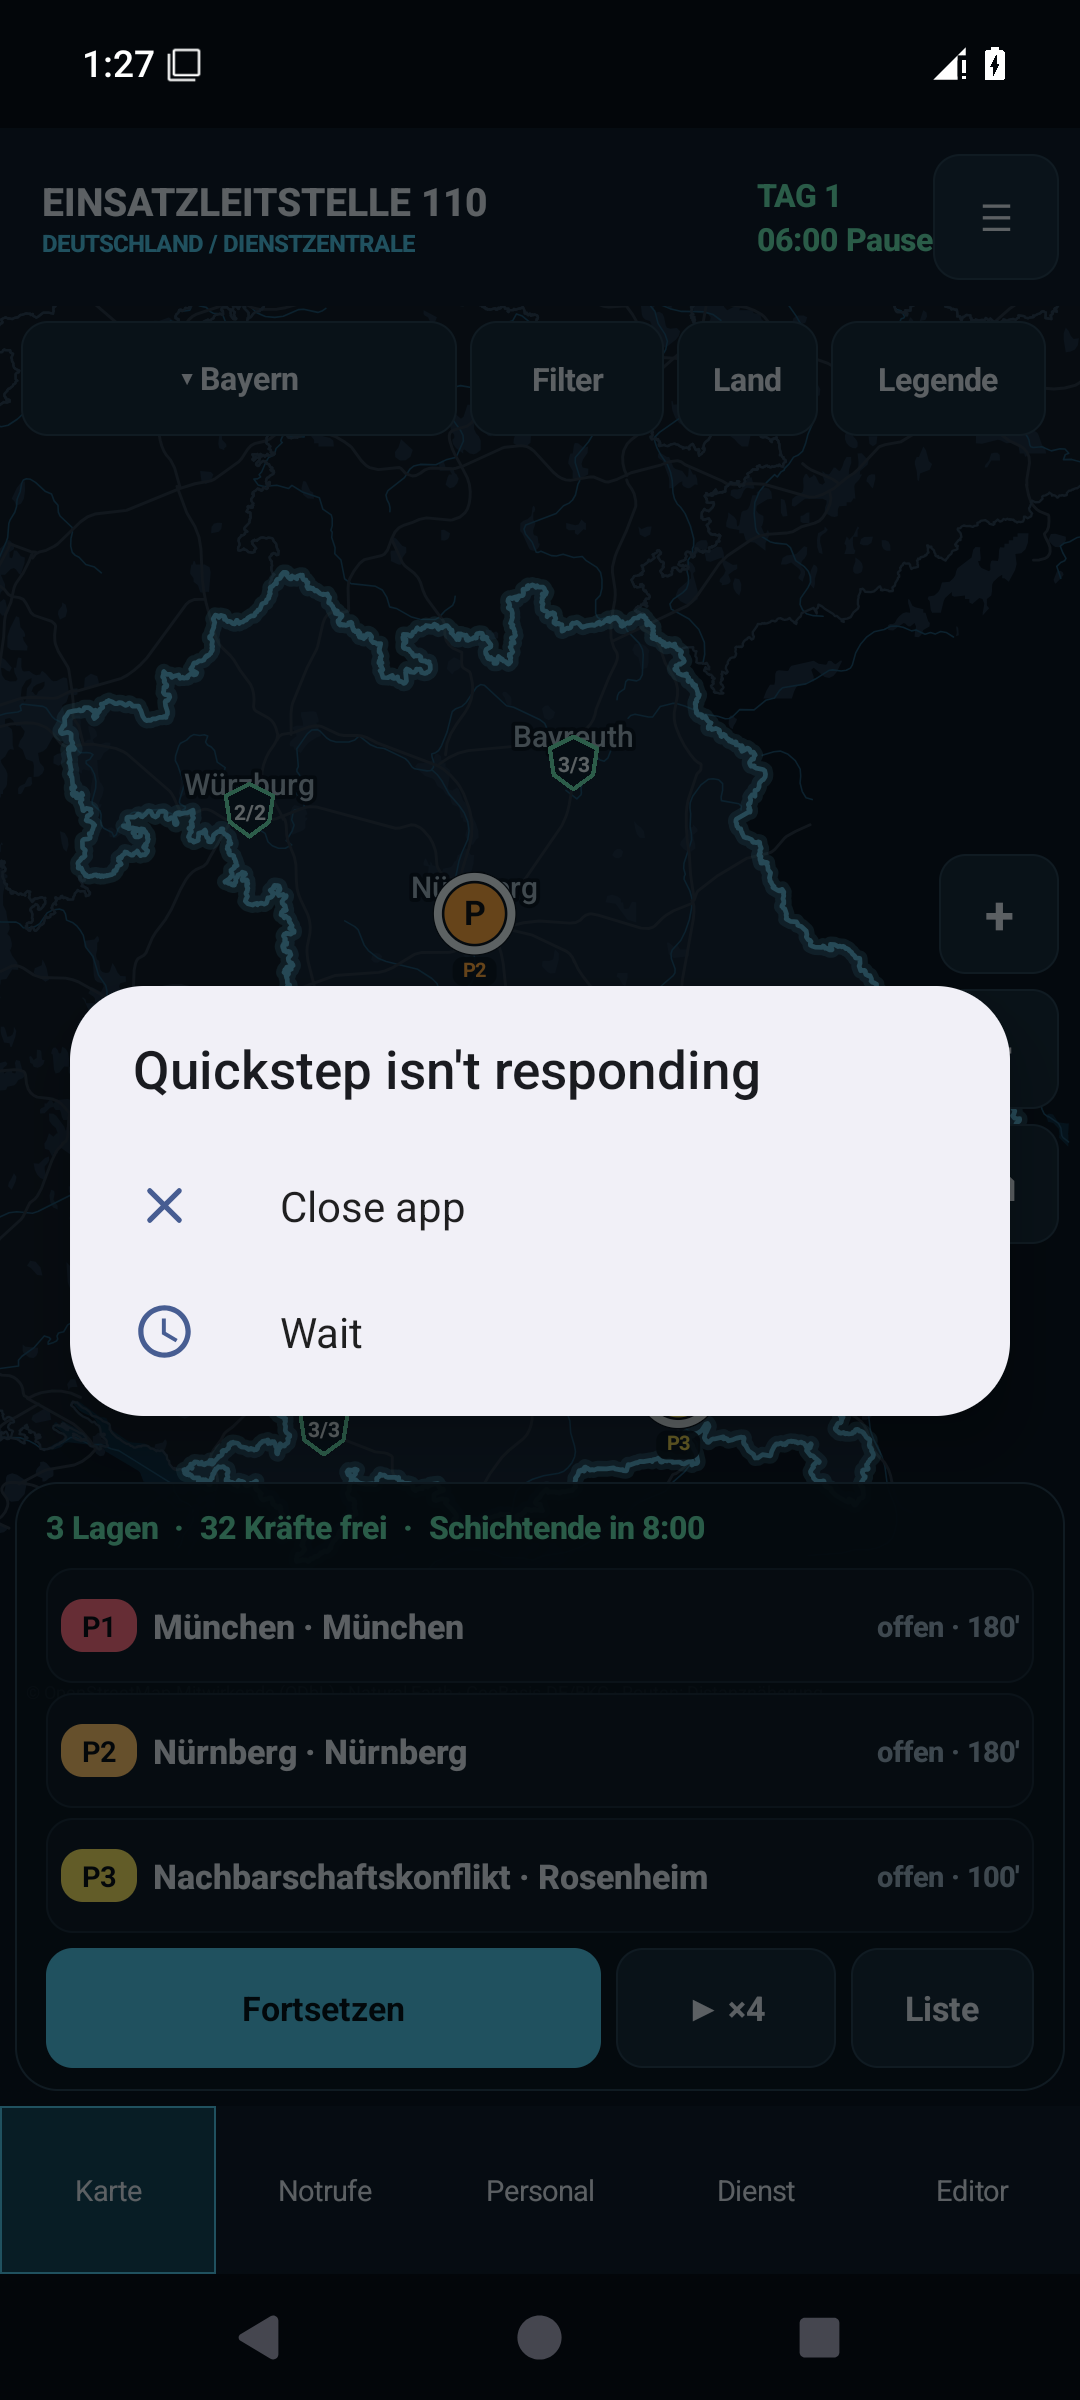 1:27
EINSATZLEITSTELLE 110
DEUTSCHLAND / DIENSTZENTRALE
TAG 1
06:00 Pause
▾ Bayern
Filter
Land
Legende
Bayreuth
3/3
Würzburg
2/2
Nürnberg
P
P2
+
Quickstep isn't responding
Close app
Wait
3/3
P3
3 Lagen · 32 Kräfte frei · Schichtende in 8:00
P1 München · München offen · 180'
P2 Nürnberg · Nürnberg offen · 180'
P3 Nachbarschaftskonflikt · Rosenheim offen · 100'
Fortsetzen
► ×4
Liste
Karte
Notrufe
Personal
Dienst
Editor